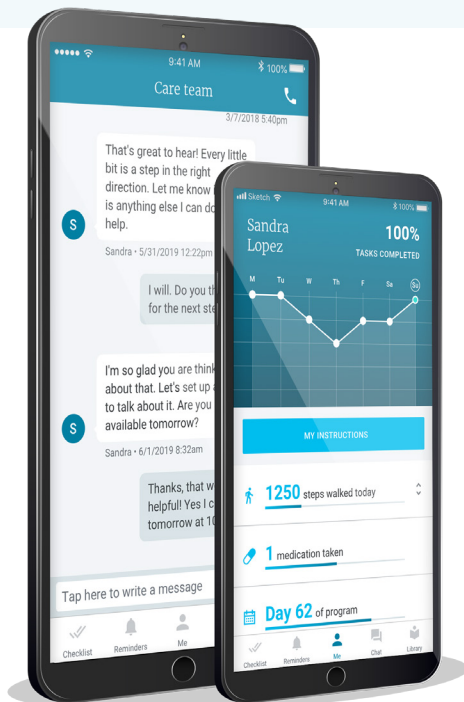 9:41 AM
100%
Care team
3/7/2018 5:40pm
That's great to hear! Every little
bit is a step in the right
direction. Let me know
is anything else I can do
help.
S
Sandra • 5/31/2019 12:22pm
I will. Do you
for the next
I'm so glad you are
about that. Let's set up
to talk about it. Are you
available tomorrow?
S
Sandra • 6/1/2019 8:32am
Thanks, that
helpful! Yes I
tomorrow at
Tap here to write a message
Checklist
Reminders
Me
Sketch
9:41 AM
100%
Sandra
Lopez
100%
TASKS COMPLETED
M Tu W Th F Sa Su
MY INSTRUCTIONS
1250 steps walked today
1 medication taken
Day 62 of program
Checklist
Reminders
Me
Chat
Library